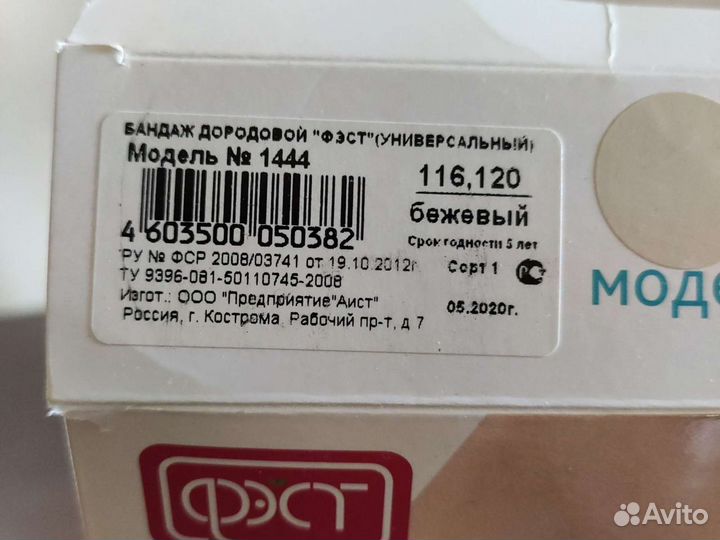 БАНДАЖ ДОРОДОВОЙ "ФЭСТ"(УНИВЕРСАЛЬНЫЙ)
Модель № 1444
116,120
бежевый
4 603500 050382
Срок годности 5 лет
РУ № ФСР 2008/03741 от 19.10.2012г
Сорт 1 РСТ
ТУ 9396-081-50110745-2008
Изгот.: ООО "Предприятие"Аист"
05.2020г.
Россия, г. Кострома, Рабочий пр-т, д 7
МОДЕ
ФЭСТ
Avito